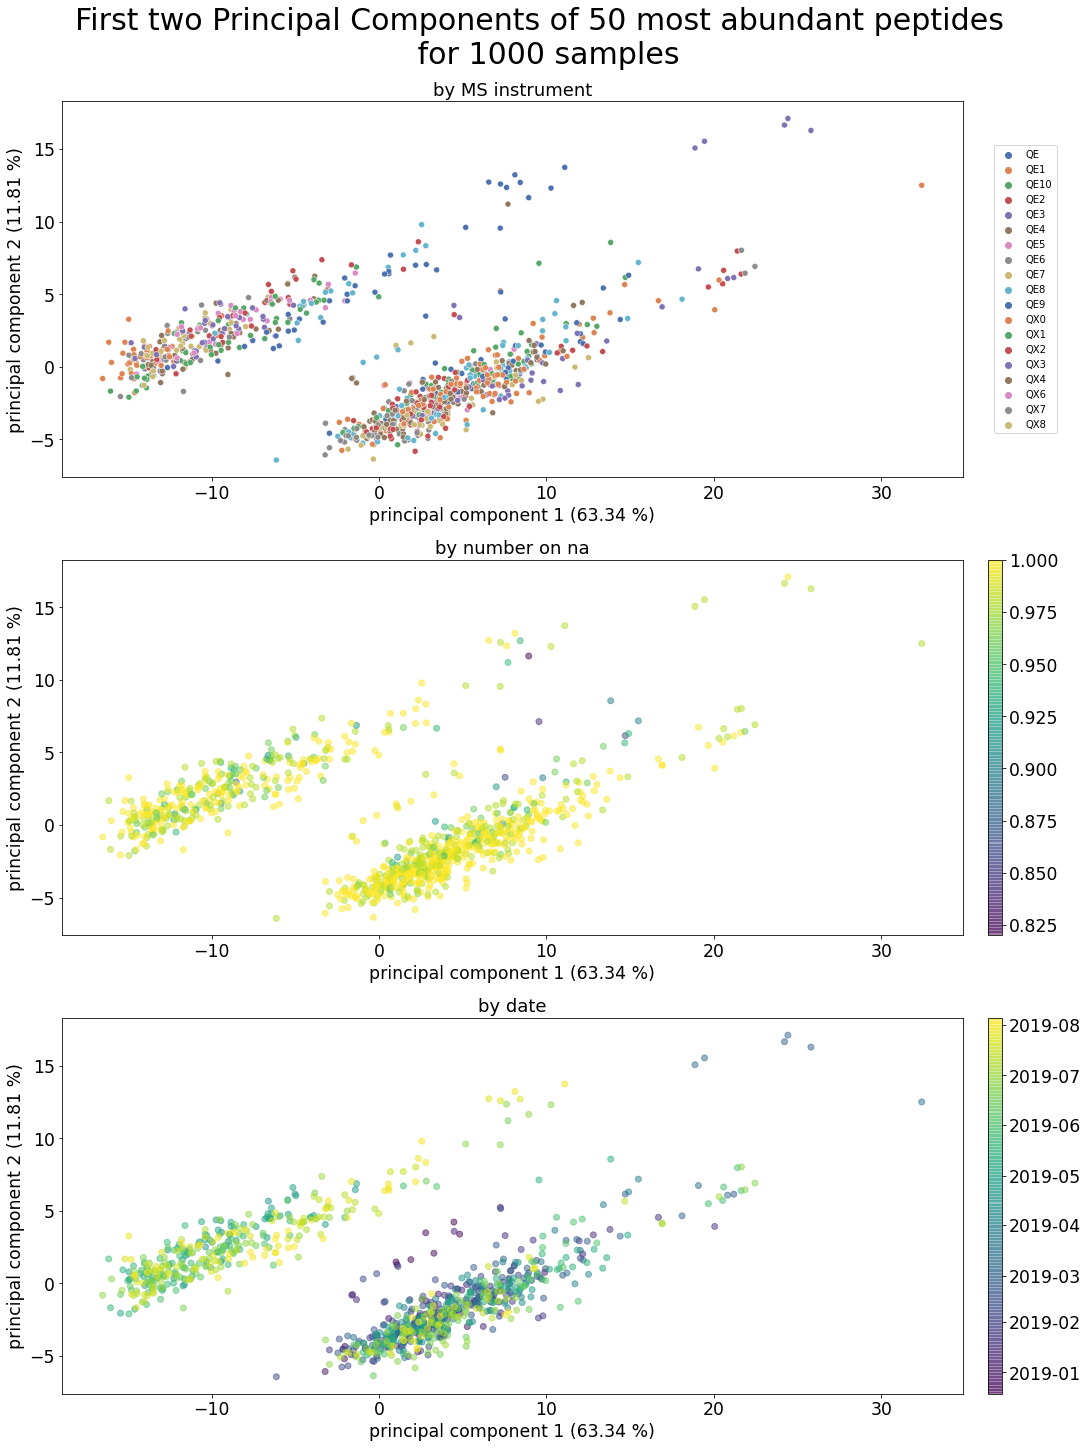 First two Principal Components of 50 most abundant peptides
for 1000 samples
by MS instrument
principal component 2 (11.81 %)
15
10
5
0
−5
−10
0
10
20
30
principal component 1 (63.34 %)
QE
QE1
QE10
QE2
QE3
QE4
QE5
QE6
QE7
QE8
QE9
QX0
QX1
QX2
QX3
QX4
QX6
QX7
QX8
by number on na
principal component 2 (11.81 %)
15
10
5
0
−5
−10
0
10
20
30
principal component 1 (63.34 %)
1.000
0.975
0.950
0.925
0.900
0.875
0.850
0.825
by date
principal component 2 (11.81 %)
15
10
5
0
−5
−10
0
10
20
30
principal component 1 (63.34 %)
2019-08
2019-07
2019-06
2019-05
2019-04
2019-03
2019-02
2019-01